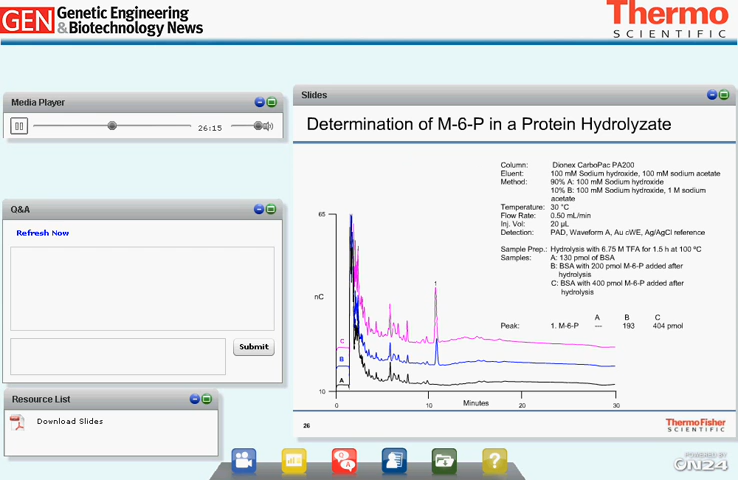 GEN Genetic Engineering
& Biotechnology News
Thermo
SCIENTIFIC
Media Player
26:15
Q&A
Refresh Now
Submit
Resource List
Download Slides
Slides
Determination of M-6-P in a Protein Hydrolyzate
Column: Dionex CarboPac PA200
Eluent: 100 mM Sodium hydroxide, 100 mM sodium acetate
Method: 90% A: 100 mM Sodium hydroxide
10% B: 100 mM Sodium hydroxide, 1 M sodium
acetate
Temperature: 30 °C
Flow Rate: 0.50 mL/min
Inj. Vol: 20 µL
Detection: PAD, Waveform A, Au cWE, Ag/AgCl reference
Sample Prep.: Hydrolysis with 6.75 M TFA for 1.5 h at 100 ºC
Samples: A: 130 pmol of BSA
B: BSA with 200 pmol M-6-P added after
hydrolysis
C: BSA with 400 pmol M-6-P added after
hydrolysis
A B C
Peak: 1. M-6-P --- 193 404 pmol
65
nC
10
1
C
B
A
0 10 20 30
Minutes
26
ThermoFisher
SCIENTIFIC
Q
A
?
POWERED BY
ON24